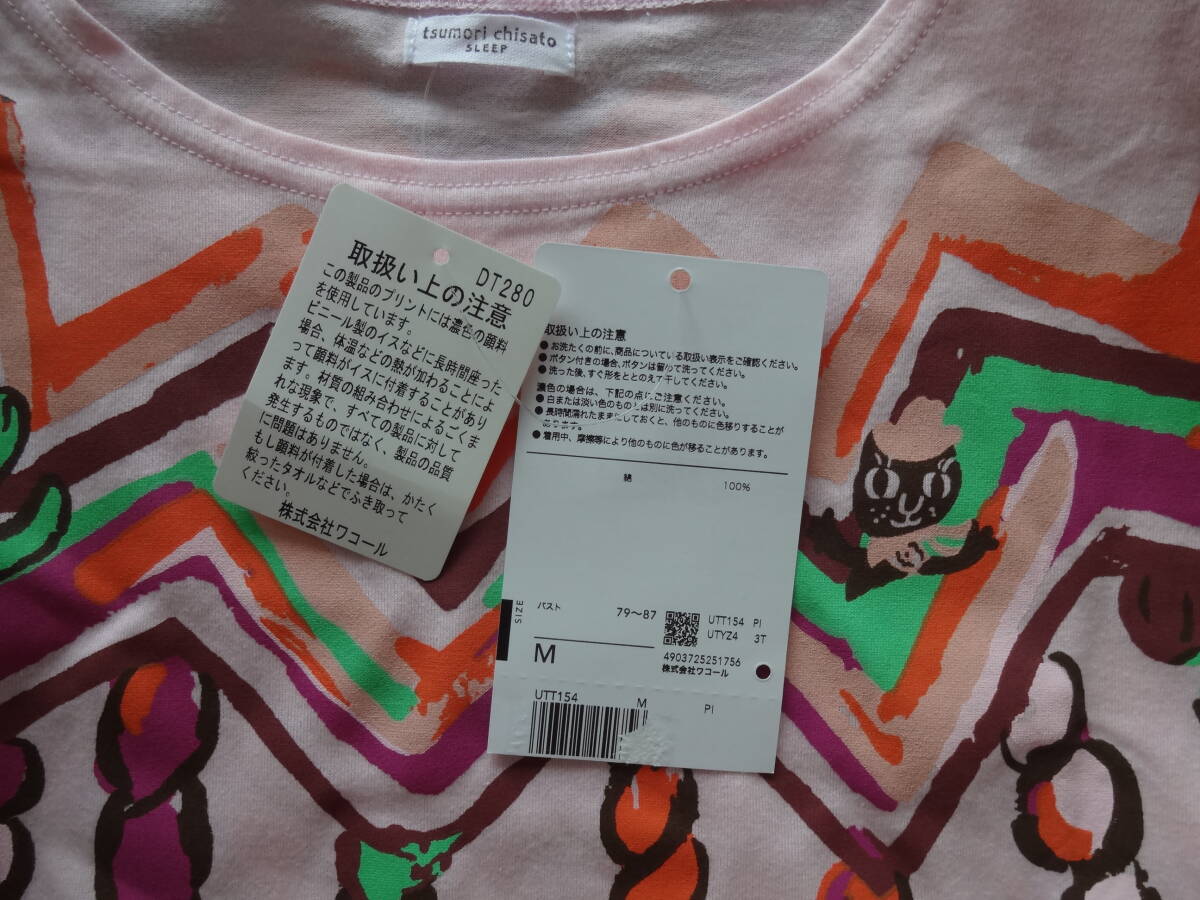 tsumori chisato
SLEEP
DT280
取扱い上の注意
この製品のプリントには濃色の顔料
を使用しています。
ビニール製のイスなどに長時間座った
場合、体温などの熱が加わることによ
って顔料がイスに付着することがあり
ます。材質の組み合わせによるごくま
れな現象で、すべての製品に対して
発生するものではなく、製品の品質
に問題はありません。
もし顔料が付着した場合は、かたく
絞ったタオルなどでふき取って
ください。
株式会社ワコール
取扱い上の注意
●お洗たくの前に、商品についている取扱い表示をご確認ください。
●ボタン付きの場合、ボタンは留めて洗ってください。
●洗った後、すぐ形をととのえて干してください。
濃色の場合は、下記の点にご注意ください。
●白または淡い色のものとは別に洗ってください。
●長時間濡れたままにしておくと、他のものに色移りすることが
あります。
●着用中、摩擦等により他のものに色が移ることがあります。
綿 100%
SIZE
バスト 79〜87
M
UTT154 PI
UTYZ4 3T
4903725251756
株式会社ワコール
UTT154 M PI